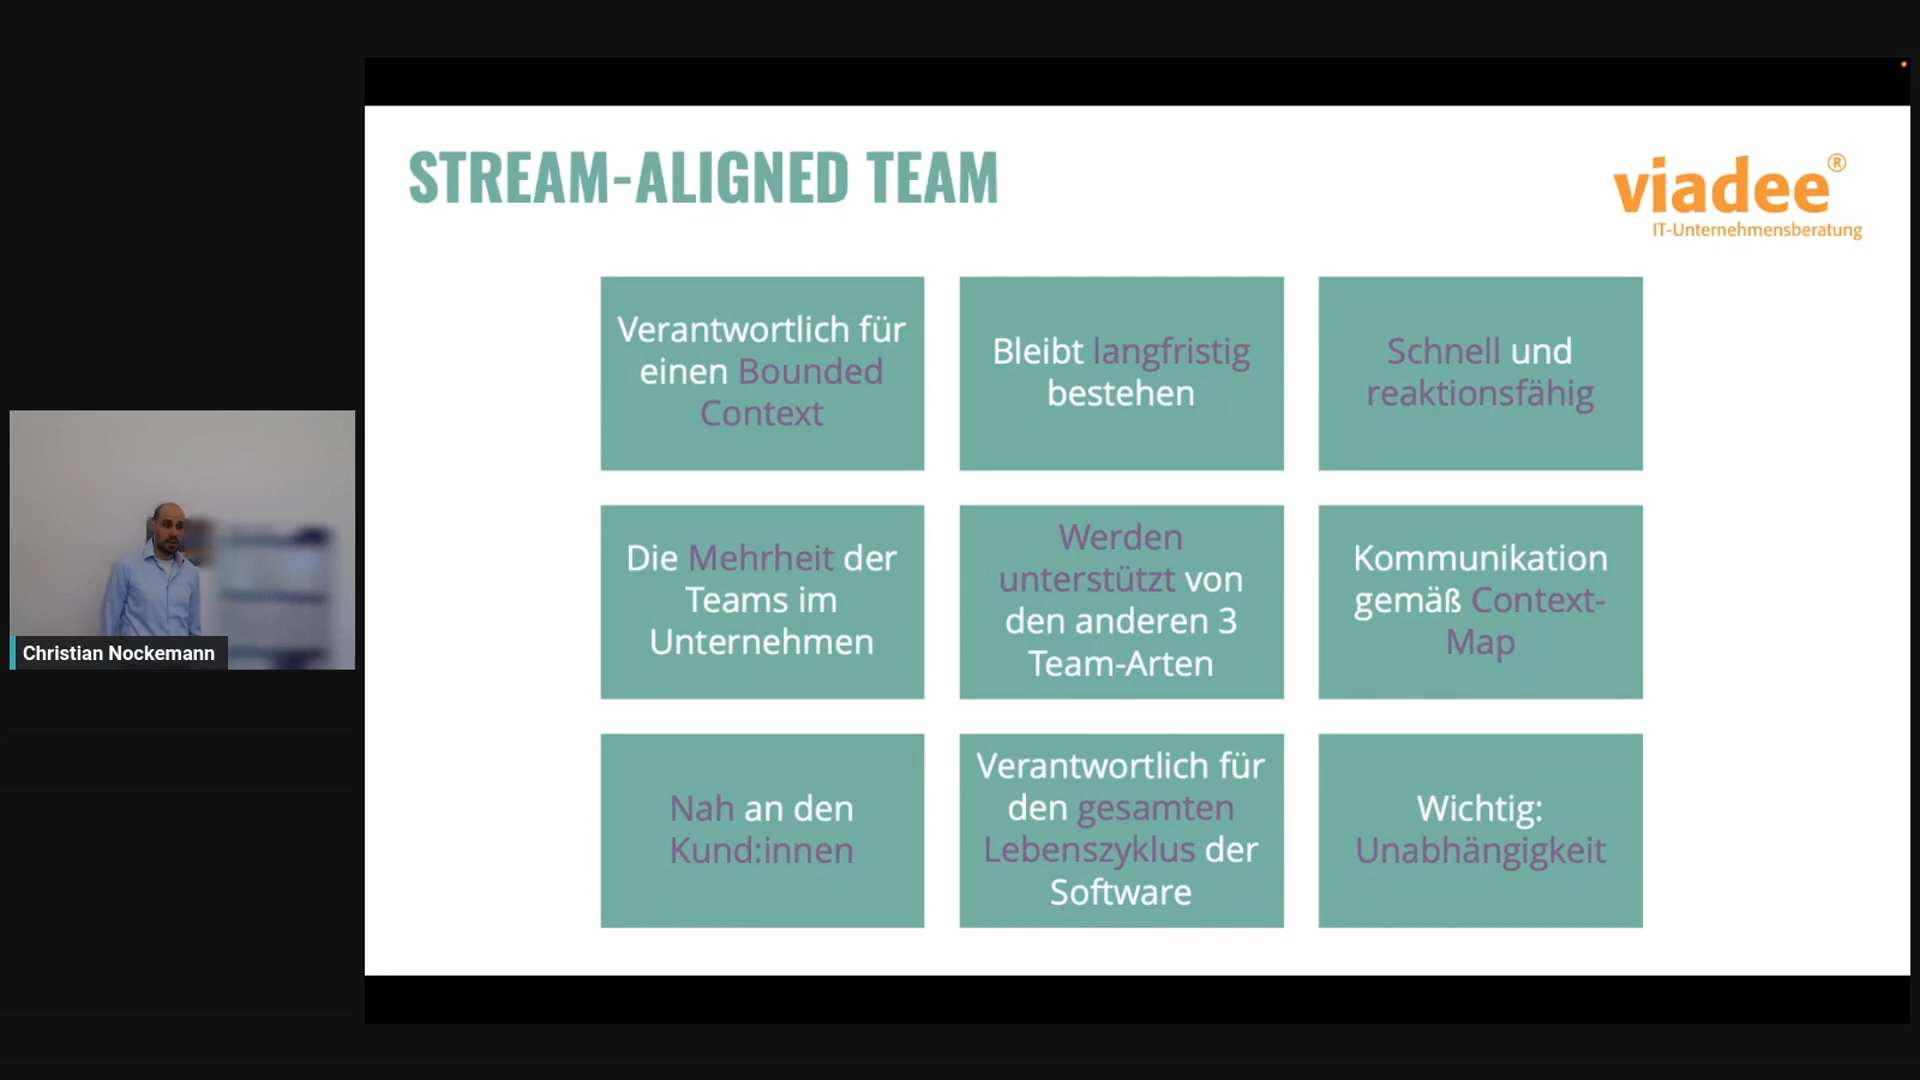 STREAM-ALIGNED TEAM
viadee®
IT-Unternehmensberatung
Verantwortlich für
einen Bounded
Context
Bleibt langfristig
bestehen
Schnell und
reaktionsfähig
Die Mehrheit der
Teams im
Unternehmen
Werden
unterstützt von
den anderen 3
Team-Arten
Kommunikation
gemäß Context-
Map
Nah an den
Kund:innen
Verantwortlich für
den gesamten
Lebenszyklus der
Software
Wichtig:
Unabhängigkeit
Christian Nockemann